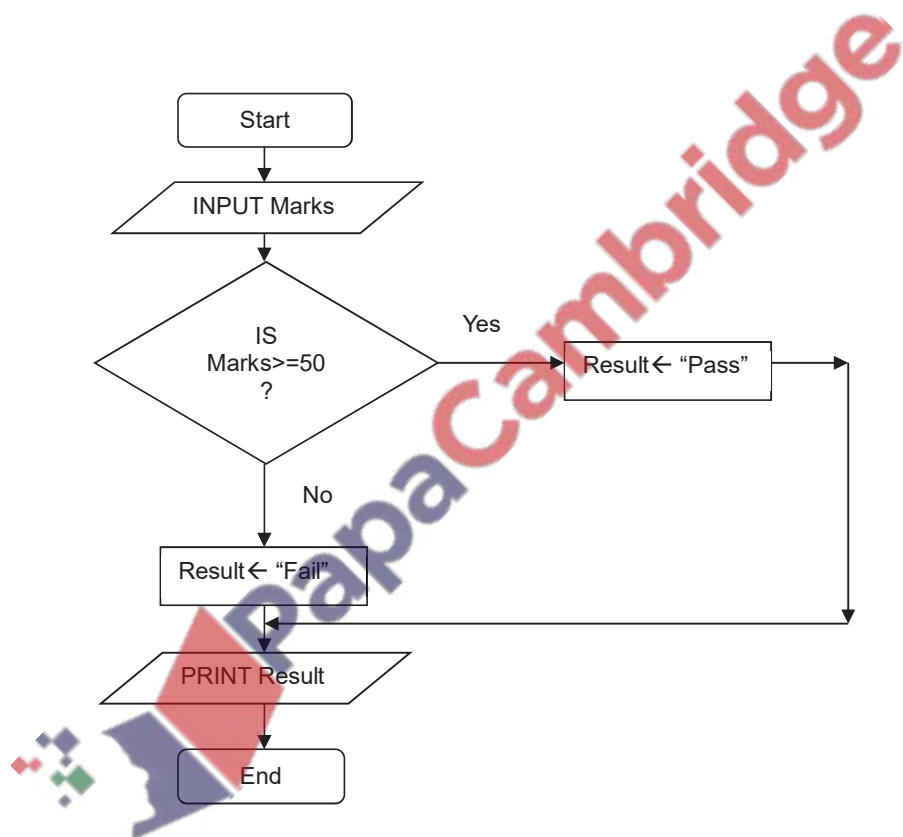 Start
INPUT Marks
IS
Marks>=50
?
Yes
Result← “Pass”
No
Result← “Fail”
PRINT Result
End
PapaCambridge